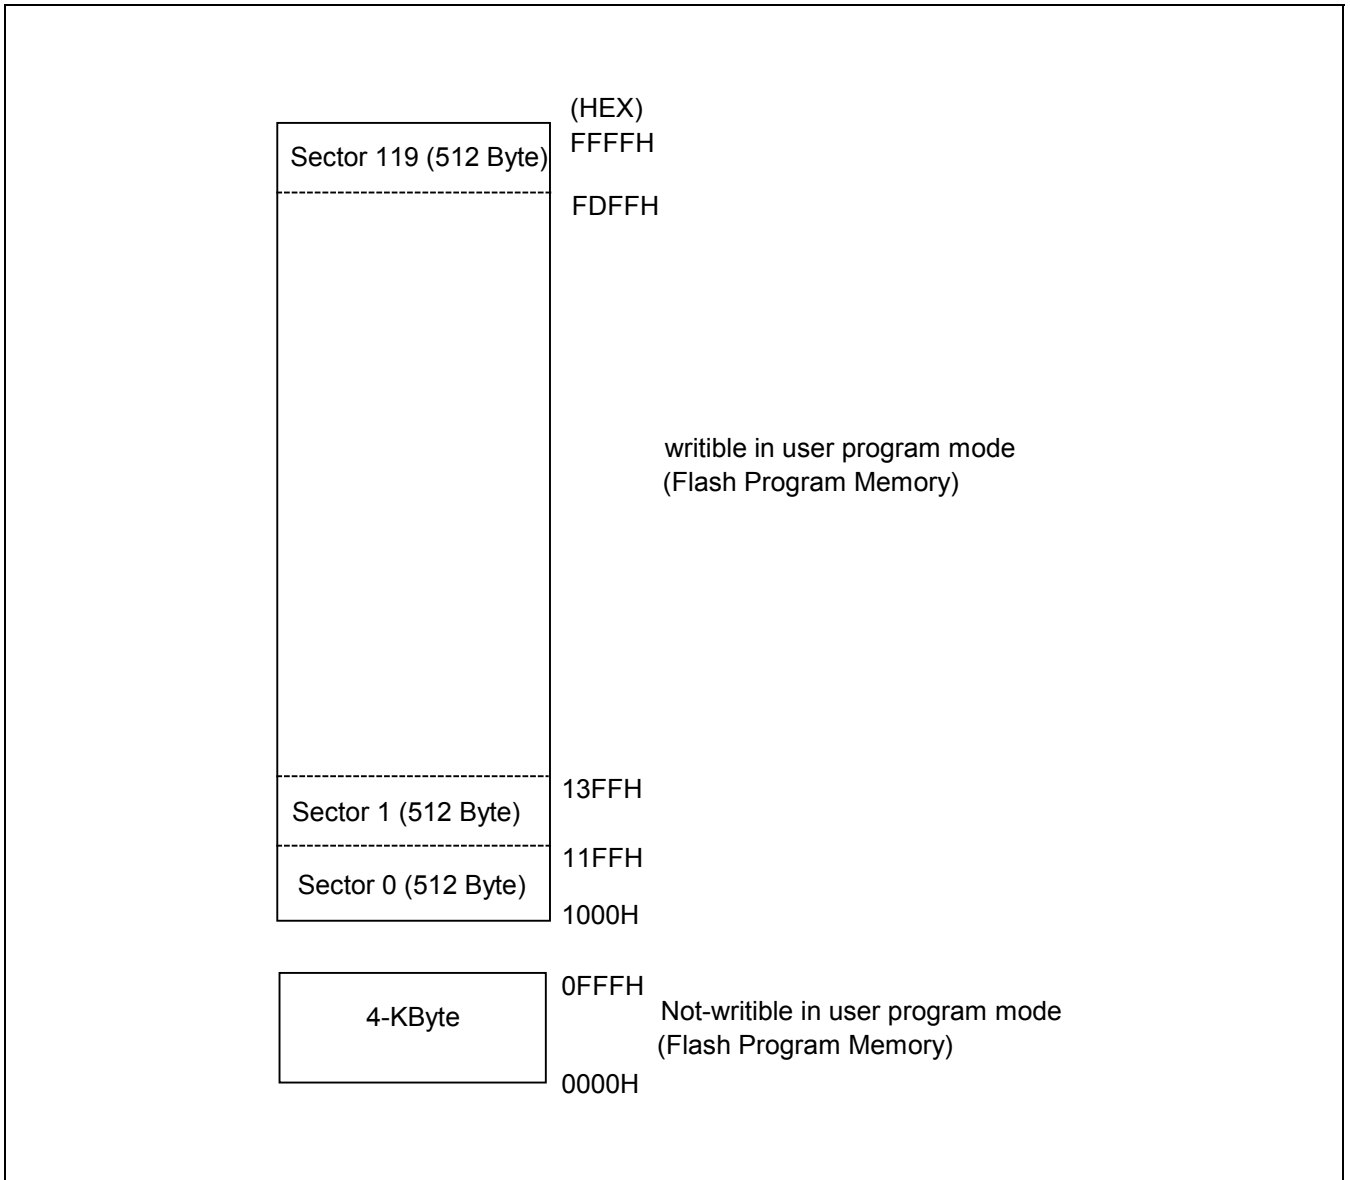 (HEX)
Sector 119 (512 Byte)
FFFFH
FDFFH
writible in user program mode
(Flash Program Memory)
13FFH
Sector 1 (512 Byte)
11FFH
Sector 0 (512 Byte)
1000H
0FFFH
4-KByte
Not-writible in user program mode
(Flash Program Memory)
0000H